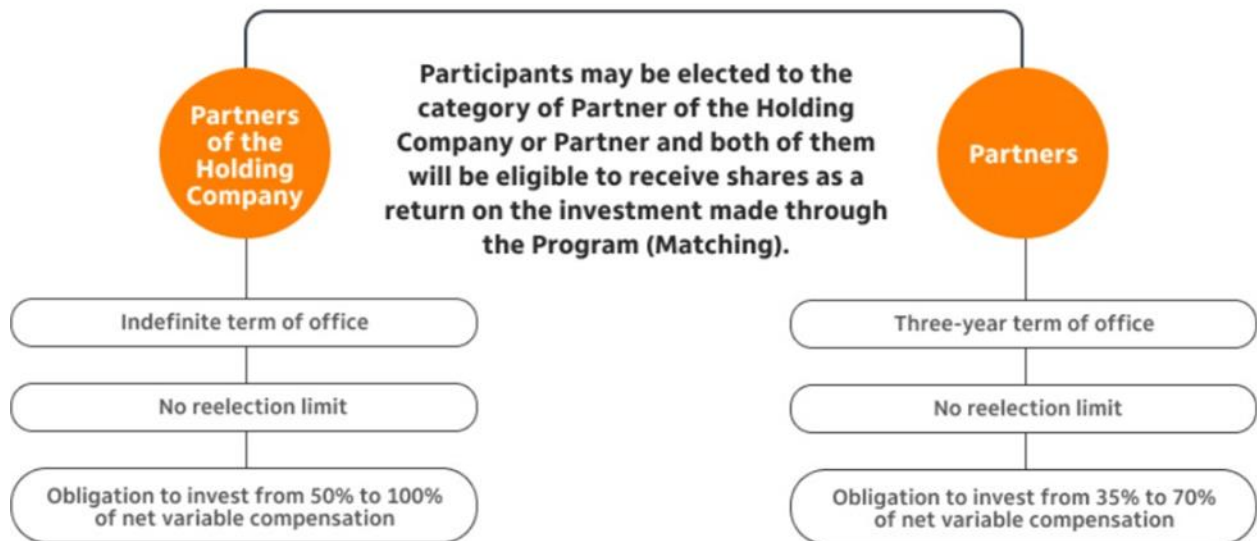 Partners
of the
Holding
Company
Participants may be elected to the
category of Partner of the Holding
Company or Partner and both of them
will be eligible to receive shares as a
return on the investment made through
the Program (Matching).
Partners
Indefinite term of office
No reelection limit
Obligation to invest from 50% to 100%
of net variable compensation
Three-year term of office
No reelection limit
Obligation to invest from 35% to 70%
of net variable compensation